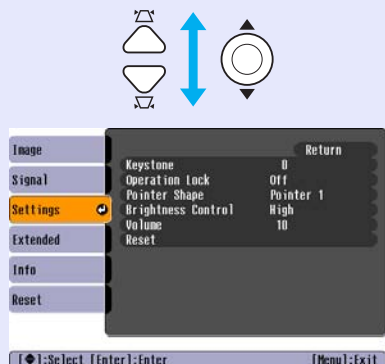 Image
Signal
Settings
Extended
Info
Reset
Return
Keystone 0
Operation Lock Off
Pointer Shape Pointer 1
Brightness Control High
Volume 10
Reset
[◆]:Select [Enter]:Enter [Menu]:Exit